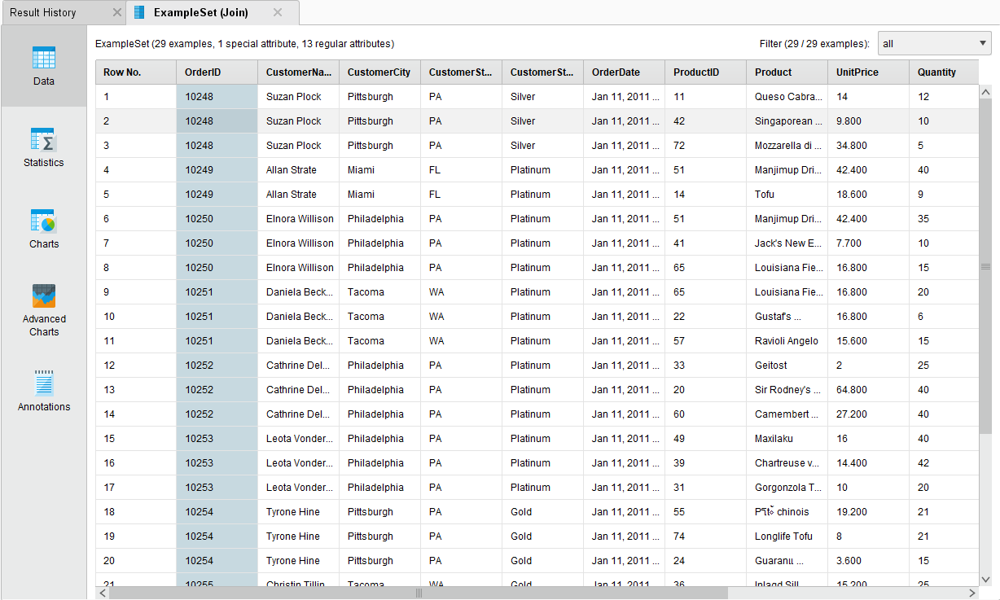 Result History ExampleSet (Join)
ExampleSet (29 examples, 1 special attribute, 13 regular attributes) Filter (29 / 29 examples): all
Data
Statistics
Charts
Advanced
Charts
Annotations
Row No. OrderID CustomerNa... CustomerCity CustomerSt... CustomerSt... OrderDate ProductID Product UnitPrice Quantity
1 10248 Suzan Plock Pittsburgh PA Silver Jan 11, 2011 ... 11 Queso Cabra... 14 12
2 10248 Suzan Plock Pittsburgh PA Silver Jan 11, 2011 ... 42 Singaporean ... 9.800 10
3 10248 Suzan Plock Pittsburgh PA Silver Jan 11, 2011 ... 72 Mozzarella di ... 34.800 5
4 10249 Allan Strate Miami FL Platinum Jan 11, 2011 ... 51 Manjimup Dri... 42.400 40
5 10249 Allan Strate Miami FL Platinum Jan 11, 2011 ... 14 Tofu 18.600 9
6 10250 Elnora Willison Philadelphia PA Platinum Jan 11, 2011 ... 51 Manjimup Dri... 42.400 35
7 10250 Elnora Willison Philadelphia PA Platinum Jan 11, 2011 ... 41 Jack's New E... 7.700 10
8 10250 Elnora Willison Philadelphia PA Platinum Jan 11, 2011 ... 65 Louisiana Fie... 16.800 15
9 10251 Daniela Beck... Tacoma WA Platinum Jan 11, 2011 ... 65 Louisiana Fie... 16.800 20
10 10251 Daniela Beck... Tacoma WA Platinum Jan 11, 2011 ... 22 Gustaf's ... 16.800 6
11 10251 Daniela Beck... Tacoma WA Platinum Jan 11, 2011 ... 57 Ravioli Angelo 15.600 15
12 10252 Cathrine Del... Philadelphia PA Platinum Jan 11, 2011 ... 33 Geitost 2 25
13 10252 Cathrine Del... Philadelphia PA Platinum Jan 11, 2011 ... 20 Sir Rodney's ... 64.800 40
14 10252 Cathrine Del... Philadelphia PA Platinum Jan 11, 2011 ... 60 Camembert ... 27.200 40
15 10253 Leota Vonder... Philadelphia PA Platinum Jan 11, 2011 ... 49 Maxilaku 16 40
16 10253 Leota Vonder... Philadelphia PA Platinum Jan 11, 2011 ... 39 Chartreuse v... 14.400 42
17 10253 Leota Vonder... Philadelphia PA Platinum Jan 11, 2011 ... 31 Gorgonzola T... 10 20
18 10254 Tyrone Hine Pittsburgh PA Gold Jan 11, 2011 ... 55 chinois 19.200 21
19 10254 Tyrone Hine Pittsburgh PA Gold Jan 11, 2011 ... 74 Longlife Tofu 8 21
20 10254 Tyrone Hine Pittsburgh PA Gold Jan 11, 2011 ... 24 ... 3.600 15
21 10255 Christin Tillin... Tacoma WA Gold Jan 11, 2011 ... 36 Inlagd Sill 15.200 25